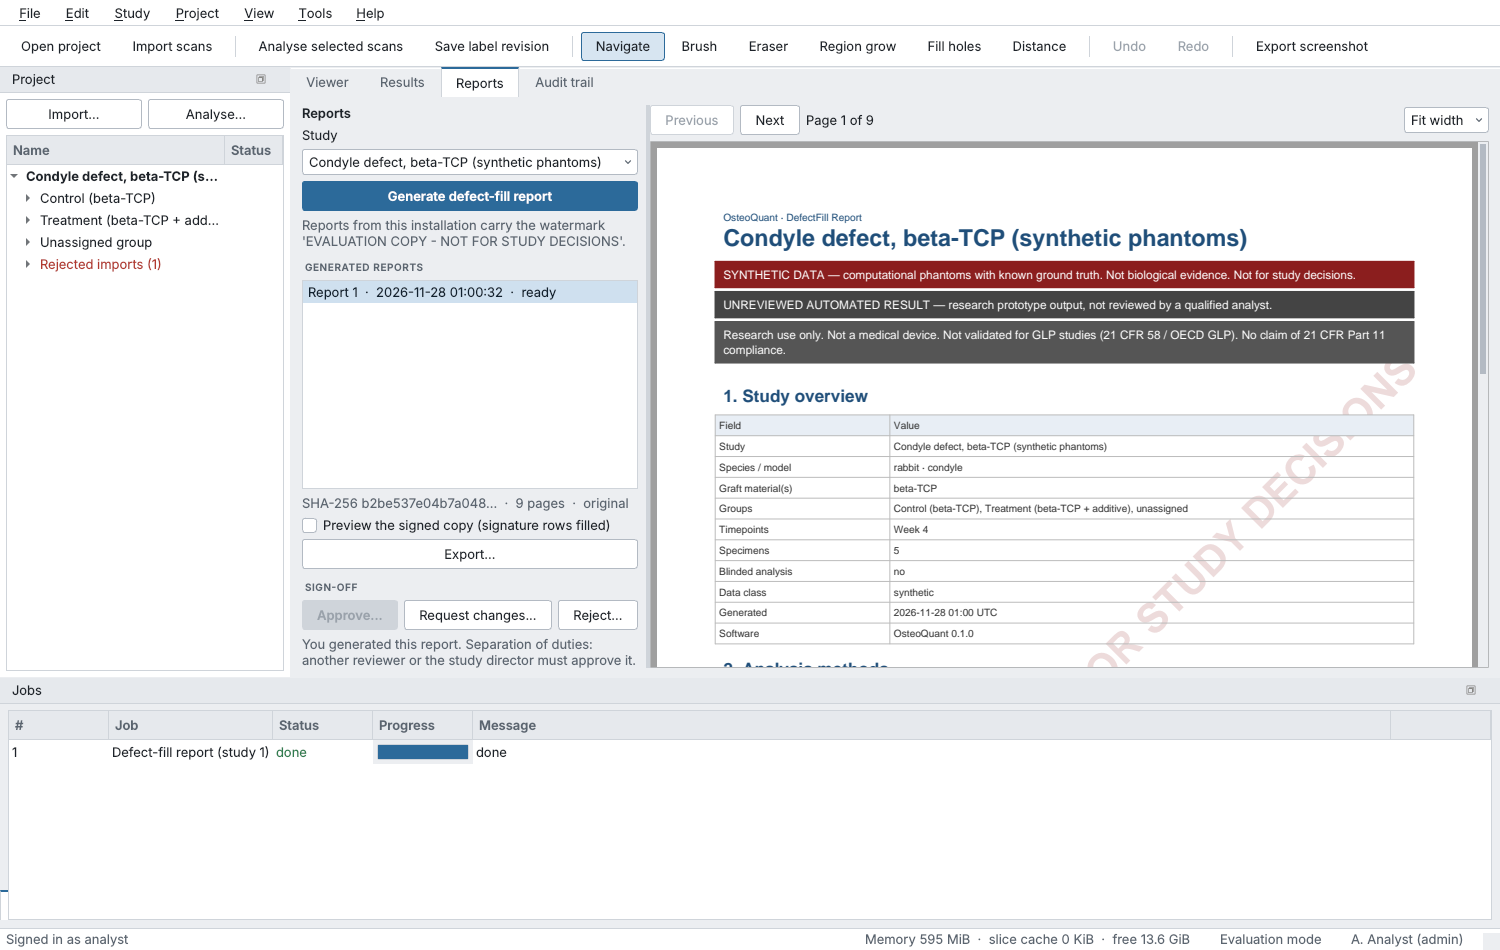 File Edit Study Project View Tools Help
Open project Import scans Analyse selected scans Save label revision Navigate Brush Eraser Region grow Fill holes Distance Undo Redo Export screenshot
Project
Import... Analyse...
Name Status
Condyle defect, beta-TCP (s...
Control (beta-TCP)
Treatment (beta-TCP + add...
Unassigned group
Rejected imports (1)
Viewer Results Reports Audit trail
Reports
Study
Condyle defect, beta-TCP (synthetic phantoms)
Generate defect-fill report
Reports from this installation carry the watermark
'EVALUATION COPY - NOT FOR STUDY DECISIONS'.
GENERATED REPORTS
Report 1 · 2026-11-28 01:00:32 · ready
SHA-256 b2be537e04b7a048... · 9 pages · original
Preview the signed copy (signature rows filled)
Export...
SIGN-OFF
Approve... Request changes... Reject...
You generated this report. Separation of duties:
another reviewer or the study director must approve it.
Previous Next Page 1 of 9 Fit width
OsteoQuant · DefectFill Report
Condyle defect, beta-TCP (synthetic phantoms)
SYNTHETIC DATA — computational phantoms with known ground truth. Not biological evidence. Not for study decisions.
UNREVIEWED AUTOMATED RESULT — research prototype output, not reviewed by a qualified analyst.
Research use only. Not a medical device. Not validated for GLP studies (21 CFR 58 / OECD GLP). No claim of 21 CFR Part 11
compliance.
1. Study overview
Field Value
Study Condyle defect, beta-TCP (synthetic phantoms)
Species / model rabbit - condyle
Graft material(s) beta-TCP
Groups Control (beta-TCP), Treatment (beta-TCP + additive), unassigned
Timepoints Week 4
Specimens 5
Blinded analysis no
Data class synthetic
Generated 2026-11-28 01:00 UTC
Software OsteoQuant 0.1.0
OR STUDY DECISIONS
2. Analysis methods
Jobs
# Job Status Progress Message
1 Defect-fill report (study 1) done done
Signed in as analyst Memory 595 MiB · slice cache 0 KiB · free 13.6 GiB Evaluation mode A. Analyst (admin)